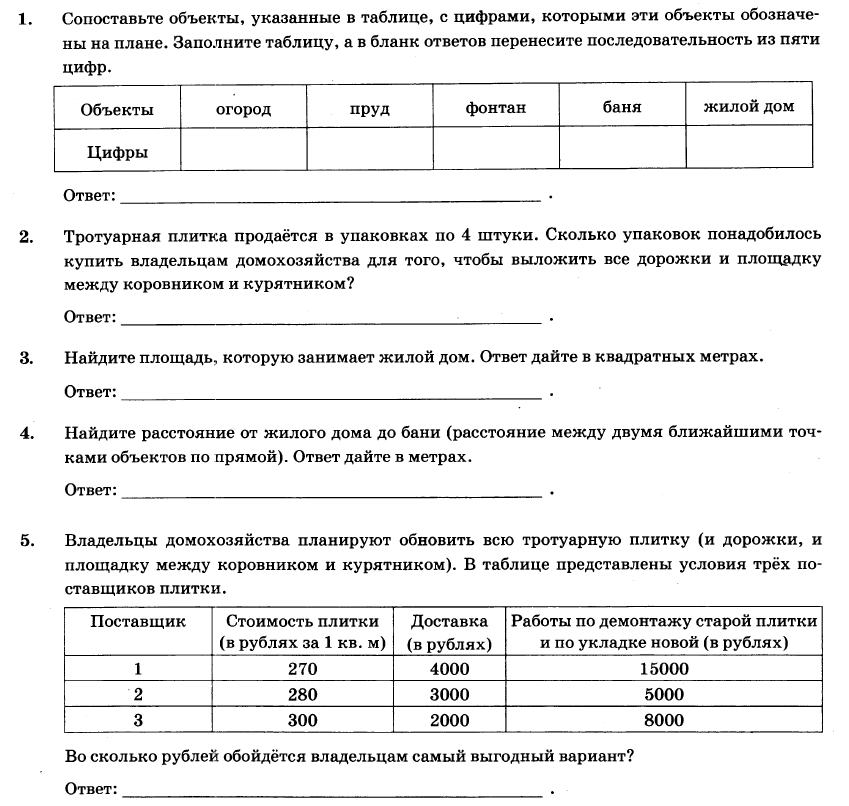 1. Сопоставьте объекты, указанные в таблице, с цифрами, которыми эти объекты обозначе-
ны на плане. Заполните таблицу, а в бланк ответов перенесите последовательность из пяти
цифр.
Объекты огород пруд фонтан баня жилой дом
Цифры
Ответ: ______________ .
2. Тротуарная плитка продаётся в упаковках по 4 штуки. Сколько упаковок понадобилось
купить владельцам домохозяйства для того, чтобы выложить все дорожки и площадку
между коровником и курятником?
Ответ: ______________ .
3. Найдите площадь, которую занимает жилой дом. Ответ дайте в квадратных метрах.
Ответ: ______________ .
4. Найдите расстояние от жилого дома до бани (расстояние между двумя ближайшими точ-
ками объектов по прямой). Ответ дайте в метрах.
Ответ: ______________ .
5. Владельцы домохозяйства планируют обновить всю тротуарную плитку (и дорожки, и
площадку между коровником и курятником). В таблице представлены условия трёх по-
ставщиков плитки.
Поставщик Стоимость плитки Доставка Работы по демонтажу старой плитки
(в рублях за 1 кв. м) (в рублях) и по укладке новой (в рублях)
1 270 4000 15000
2 280 3000 5000
3 300 2000 8000
Во сколько рублей обойдётся владельцам самый выгодный вариант?
Ответ: ______________ .